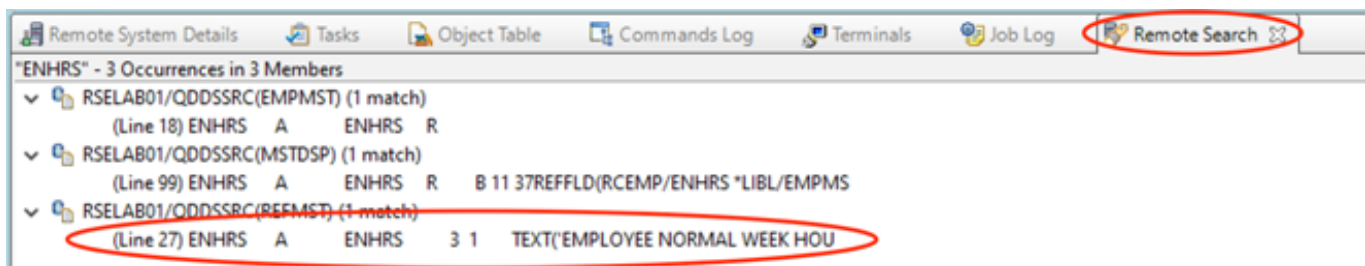 Remote System Details Tasks Object Table Commands Log Terminals Job Log Remote Search
"ENHRS" - 3 Occurrences in 3 Members
RSELAB01/QDDSSRC(EMPMST) (1 match)
(Line 18) ENHRS A ENHRS R
RSELAB01/QDDSSRC(MSTDSP) (1 match)
(Line 99) ENHRS A ENHRS R B 11 37REFFLD(RCEMP/ENHRS *LIBL/EMPMS
RSELAB01/QDDSSRC(REFMST) (1 match)
(Line 27) ENHRS A ENHRS 3 1 TEXT('EMPLOYEE NORMAL WEEK HOU